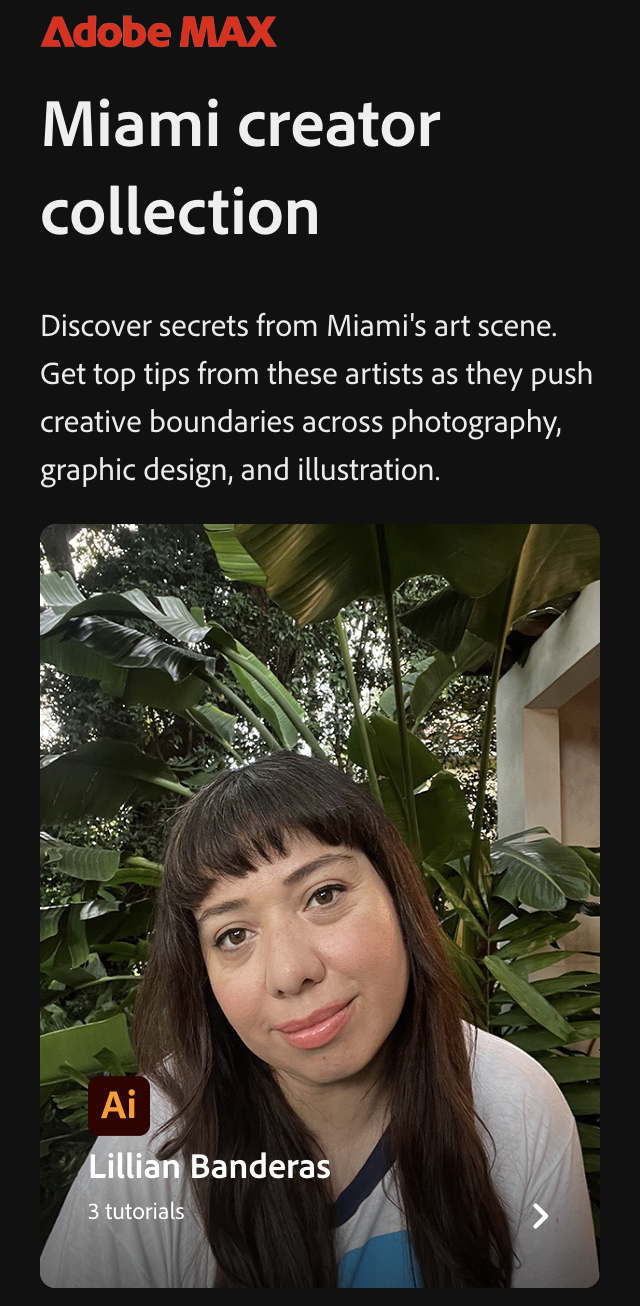 Adobe MAX
Miami creator
collection
Discover secrets from Miami's art scene.
Get top tips from these artists as they push
creative boundaries across photography,
graphic design, and illustration.
Ai
Lillian Banderas
3 tutorials